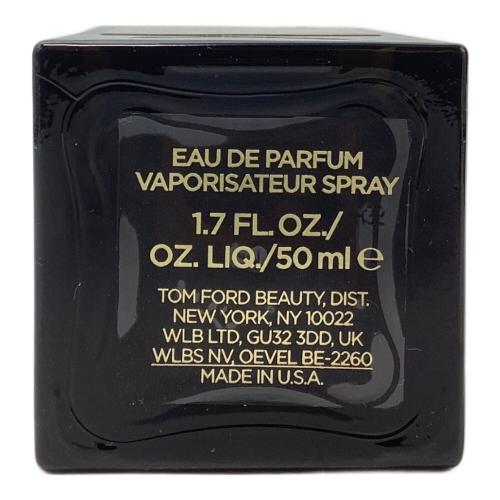 EAU DE PARFUM
VAPORISATEUR SPRAY
1.7 FL. OZ./
OZ. LIQ./50 ml e
TOM FORD BEAUTY, DIST.
NEW YORK, NY 10022
WLB LTD, GU32 3DD, UK
WLBS NV, OEVEL BE-2260
MADE IN U.S.A.